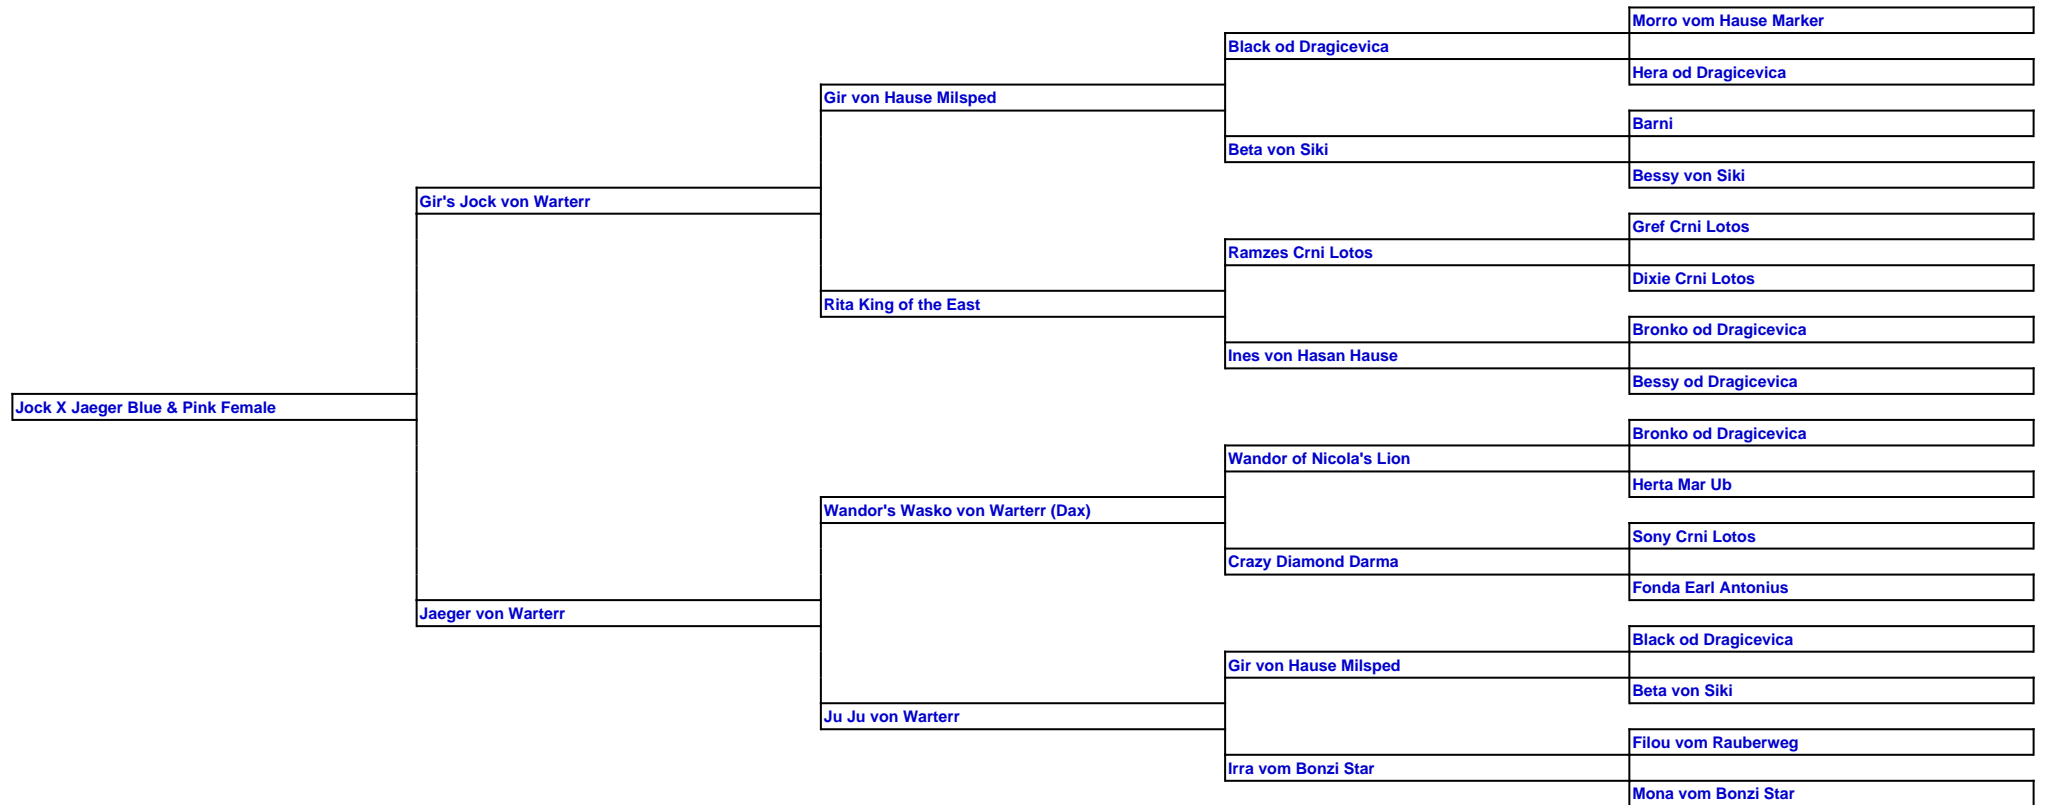 Morro vom Hause Marker
Black od Dragicevica
Hera od Dragicevica
Gir von Hause Milsped
Barni
Beta von Siki
Bessy von Siki
Gir's Jock von Warterr
Gref Crni Lotos
Ramzes Crni Lotos
Dixie Crni Lotos
Rita King of the East
Bronko od Dragicevica
Ines von Hasan Hause
Bessy od Dragicevica
Jock X Jaeger Blue & Pink Female
Bronko od Dragicevica
Wandor of Nicola's Lion
Herta Mar Ub
Wandor's Wasko von Warterr (Dax)
Sony Crni Lotos
Crazy Diamond Darma
Fonda Earl Antonius
Jaeger von Warterr
Black od Dragicevica
Gir von Hause Milsped
Beta von Siki
Ju Ju von Warterr
Filou vom Rauberweg
Irra vom Bonzi Star
Mona vom Bonzi Star